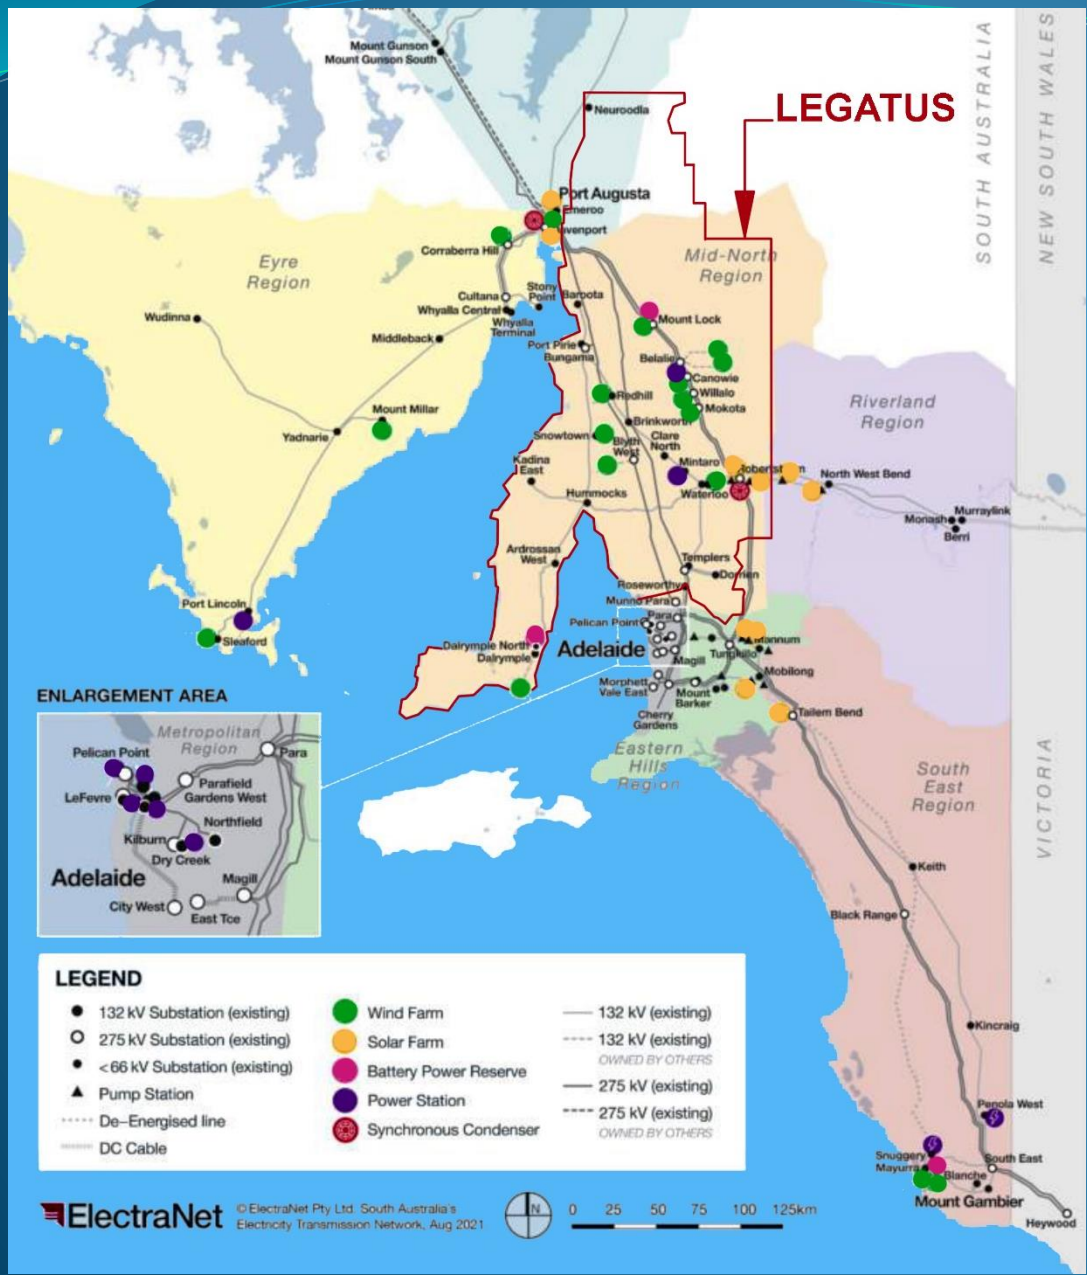 Mount Gunson
Mount Gunson South
Neuroodla
LEGATUS
SOUTH AUSTRALIA
NEW SOUTH WALES
Port Augusta
Emeroo
Corraberra Hill
Eyre
Region
Mid-North
Region
Cultana
Stony
Point
Baroota
Whyalla Central
Whyalla
Terminal
Wudinna
Middleback
Mount Lock
Port Pirie
Bungama
Belalie
Canowie
Willalo
Mokota
Redhill
Brinkworth
Riverland
Region
Mount Millar
Yadnarie
Snowtown
Blyth
West
Clare
North
Kadina
East
Mintaro
Waterloo
North West Bend
Hummocks
Monash
Murraylink
Berri
Ardrossan
West
Templers
Dorrien
Roseworthy
Munno Para
Port Lincoln
Sleaford
Pelican Point
Para
Adelaide
Magill
Tungkillo
Mannum
Mobilong
Dalrymple North
Dalrymple
Morphett
Vale East
Mount
Barker
Cherry
Gardens
Tailem Bend
Eastern
Hills
Region
South
East
Region
VICTORIA
ENLARGEMENT AREA
Metropolitan
Region
Pelican Point
Para
Parafield
Gardens West
LeFevre
Northfield
Kilburn
Dry Creek
Adelaide
Magill
City West
East Tce
Keith
Black Range
Kincraig
Penola West
Snuggery
Mayurra
South East
Blanche
Mount Gambier
Heywood
LEGEND
132 kV Substation (existing)
275 kV Substation (existing)
<66 kV Substation (existing)
Pump Station
De-Energised line
DC Cable
Wind Farm
Solar Farm
Battery Power Reserve
Power Station
Synchronous Condenser
132 kV (existing)
132 kV (existing)
OWNED BY OTHERS
275 kV (existing)
275 kV (existing)
OWNED BY OTHERS
ElectraNet
© ElectraNet Pty Ltd. South Australia's
Electricity Transmission Network, Aug 2021
N
0 25 50 75 100 125km